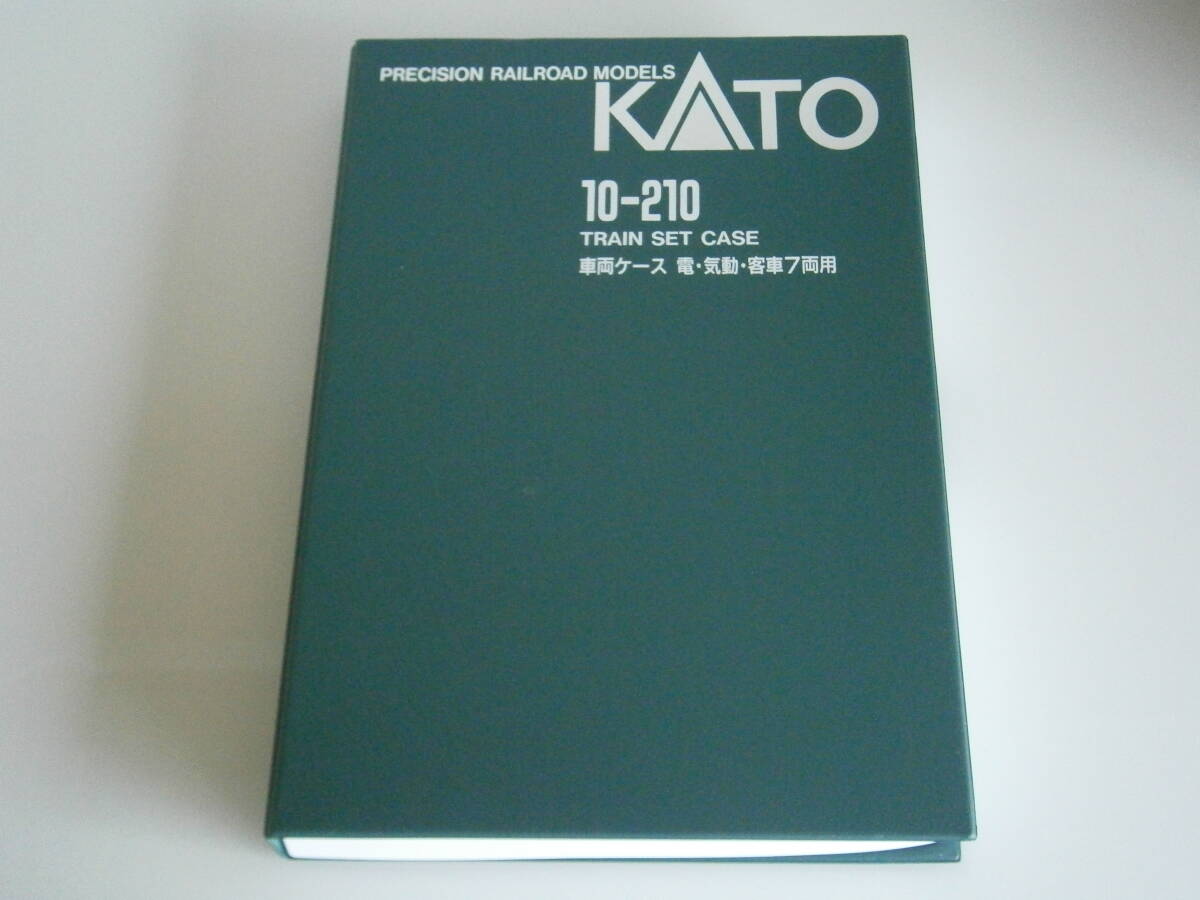 PRECISION RAILROAD MODELS
KATO
10-210
TRAIN SET CASE
車両ケース 電・気動・客車7両用